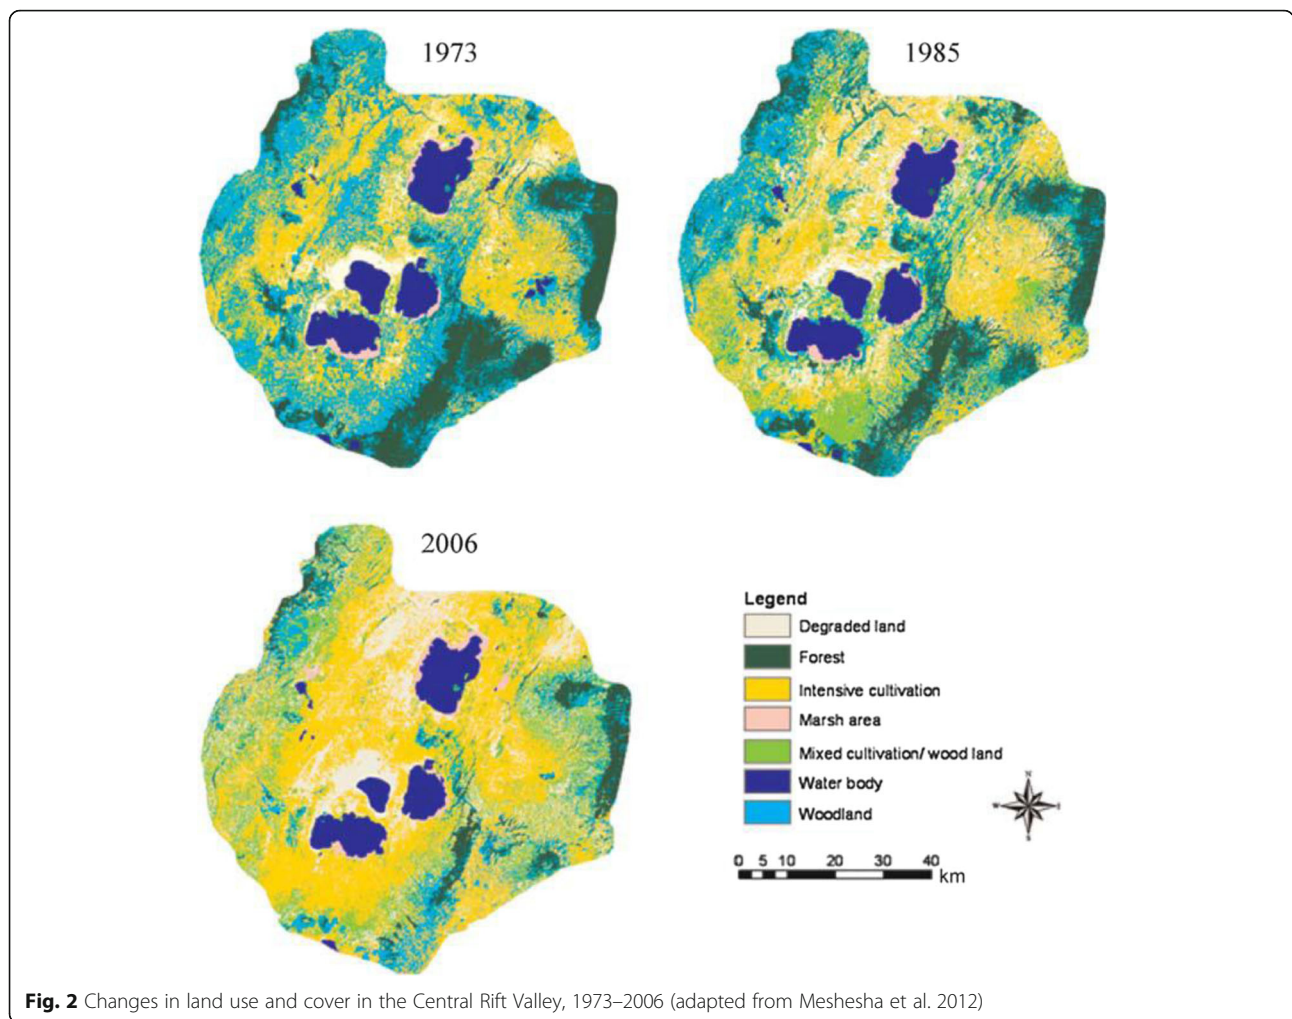 1973
1985
2006
Legend
Degraded land
Forest
Intensive cultivation
Marsh area
Mixed cultivation/ wood land
Water body
Woodland
N
W
E
S
0 5 10 20 30 40
km
Fig. 2 Changes in land use and cover in the Central Rift Valley, 1973–2006 (adapted from Meshesha et al. 2012)